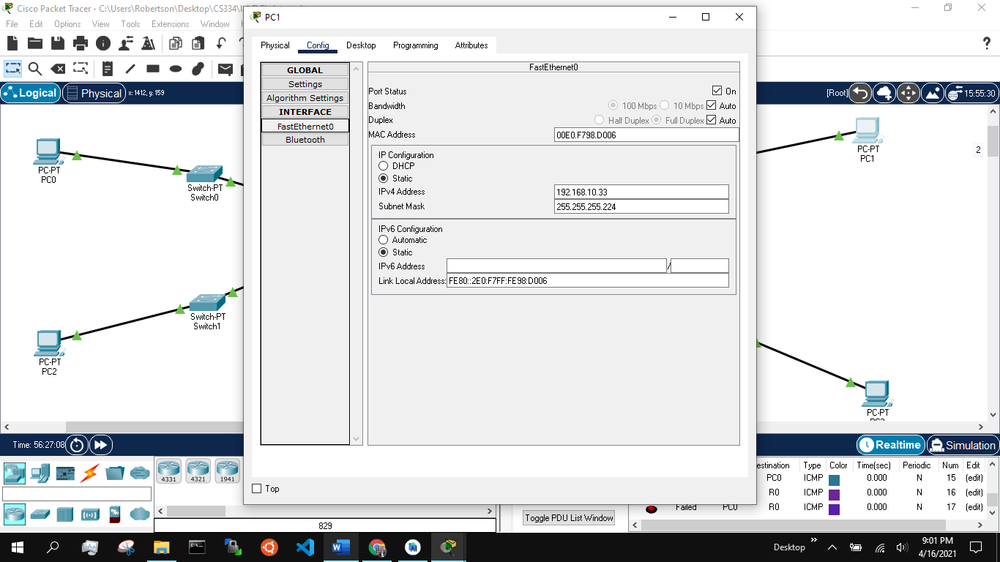 Cisco Packet Tracer - C:\Users\Robertson\Desktop\CS334\
File Edit Options View Tools Extensions Window
PC1
Physical Config Desktop Programming Attributes
GLOBAL
Settings
Algorithm Settings
INTERFACE
FastEthernet0
Bluetooth
FastEthernet0
Port Status On
Bandwidth 100 Mbps 10 Mbps Auto
Duplex Half Duplex Full Duplex Auto
MAC Address 00E0.F798.D006
IP Configuration
DHCP
Static
IPv4 Address 192.168.10.33
Subnet Mask 255.255.255.224
IPv6 Configuration
Automatic
Static
IPv6 Address /
Link Local Address: FE80::2E0:F7FF:FE98:D006
Top
?
Logical Physical x: 1412, y: 159
[Root] 15:55:30
PC-PT
PC0
Switch-PT
Switch0
PC-PT
PC1
2
Switch-PT
Switch1
PC-PT
PC2
PC-PT
Time: 56:27:08
Realtime Simulation
4331 4321 1941
829
Toggle PDU List Window
estination Type Color Time(sec) Periodic Num Edit
PC0 ICMP 0.000 N 15 (edit)
R0 ICMP 0.000 N 16 (edit)
Failed PC0 R0 ICMP 0.000 N 17 (edit)
Desktop
9:01 PM
4/16/2021